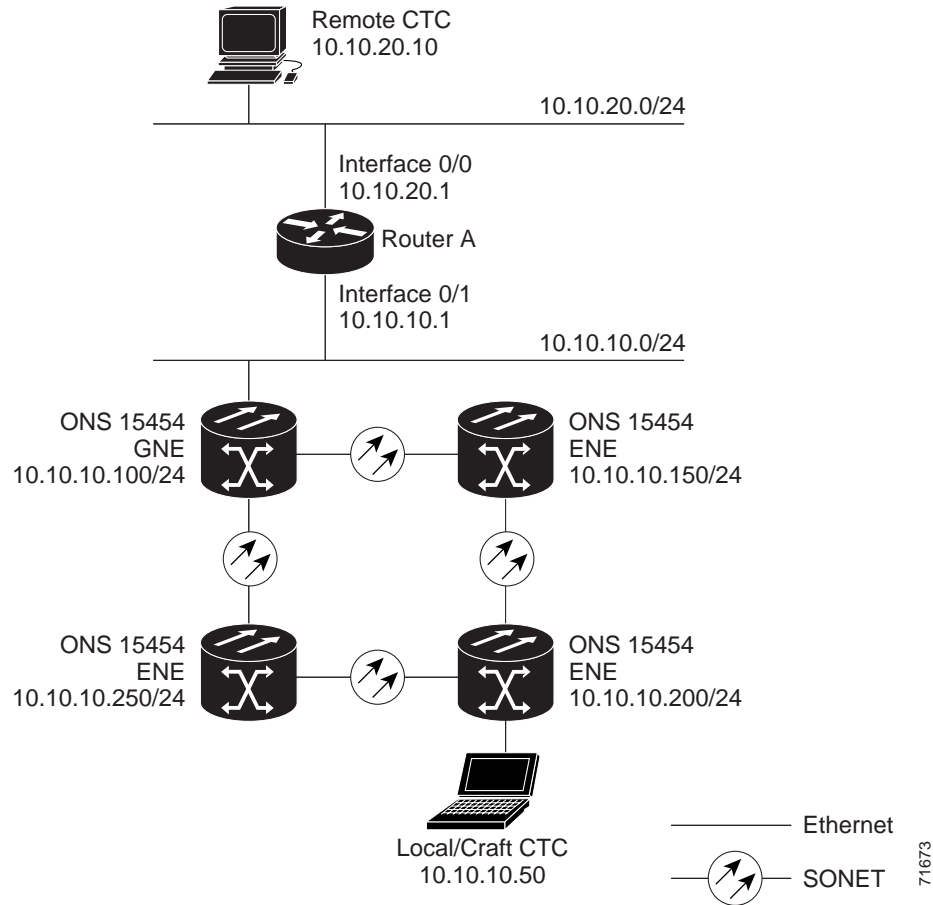 Remote CTC
10.10.20.10
10.10.20.0/24
Interface 0/0
10.10.20.1
Router A
Interface 0/1
10.10.10.1
10.10.10.0/24
ONS 15454
GNE
10.10.10.100/24
ONS 15454
ENE
10.10.10.150/24
ONS 15454
ENE
10.10.10.250/24
ONS 15454
ENE
10.10.10.200/24
Local/Craft CTC
10.10.10.50
Ethernet
SONET
71673